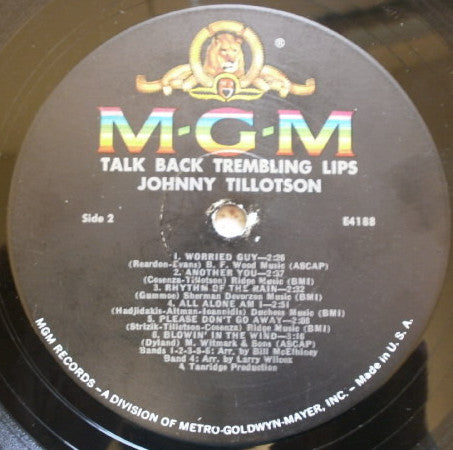 ®
M-G-M
TALK BACK TREMBLING LIPS
JOHNNY TILLOTSON
Side 2
E4188
1. WORRIED GUY—2:26
(Reardon-Evans) B. F. Wood Music (ASCAP)
2. ANOTHER YOU—2:37
(Cosenza-Tillotson) Ridge Music (BMI)
3. RHYTHM OF THE RAIN—2:32
(Gummoe) Sherman Devorzon Music (BMI)
4. ALL ALONE AM I—2:51
(Hadjidakis-Altman-Ioannidis) Duchess Music (BMI)
5. PLEASE DON'T GO AWAY—2:08
(Strizik-Tillotson-Cosenza) Ridge Music (BMI)
6. BLOWIN' IN THE WIND—3:16
(Dyland) M. Witmark & Sons (ASCAP)
Bands 1-2-3-5-6: Arr. by Bill McElhiney
Band 4: Arr. by Larry Wilcox
A Tanridge Production
MGM RECORDS – A DIVISION OF METRO-GOLDWYN-MAYER, INC. – Made in U. S. A.